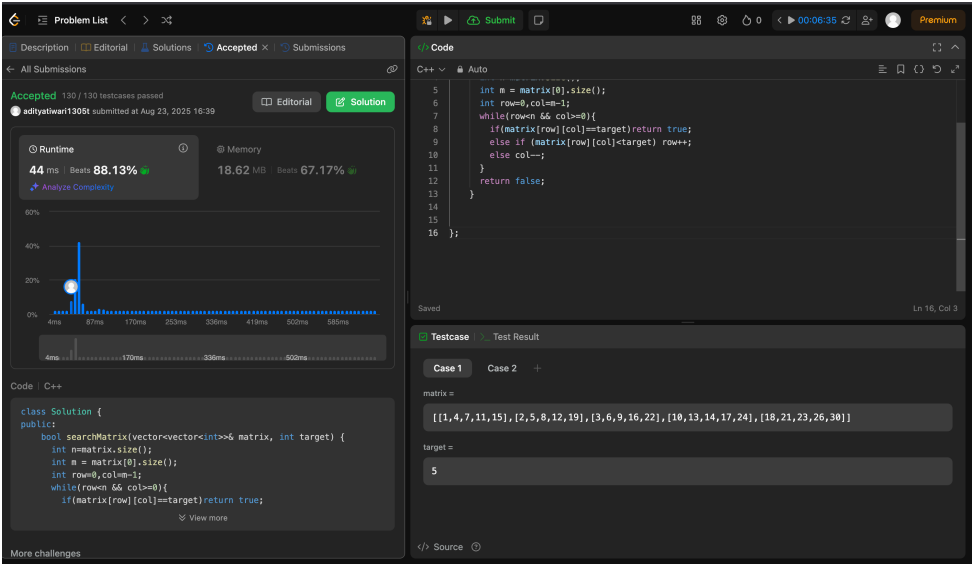 Problem List
Submit
0
00:06:35
Premium
Description | Editorial | Solutions | Accepted × | Submissions
All Submissions
Accepted 130 / 130 testcases passed
adityatiwari1305t submitted at Aug 23, 2025 16:39
Editorial
Solution
Runtime
44 ms | Beats 88.13%
Analyze Complexity
Memory
18.62 MB | Beats 67.17%
60%
40%
20%
0%
4ms 87ms 170ms 253ms 336ms 419ms 502ms 585ms
4ms 170ms 336ms 502ms
Code | C++
class Solution {
public:
bool searchMatrix(vector<vector<int>>& matrix, int target) {
int n=matrix.size();
int m = matrix[0].size();
int row=0,col=m-1;
while(row<n && col>=0){
if(matrix[row][col]==target)return true;
View more
More challenges
</> Code
C++ Auto
5 int m = matrix[0].size();
6 int row=0,col=m-1;
7 while(row<n && col>=0){
8 if(matrix[row][col]==target)return true;
9 else if (matrix[row][col]<target) row++;
10 else col--;
11 }
12 return false;
13 }
14
15
16 };
Saved
Ln 16, Col 3
Testcase | >_ Test Result
Case 1 Case 2 +
matrix =
[[1,4,7,11,15],[2,5,8,12,19],[3,6,9,16,22],[10,13,14,17,24],[18,21,23,26,30]]
target =
5
</> Source